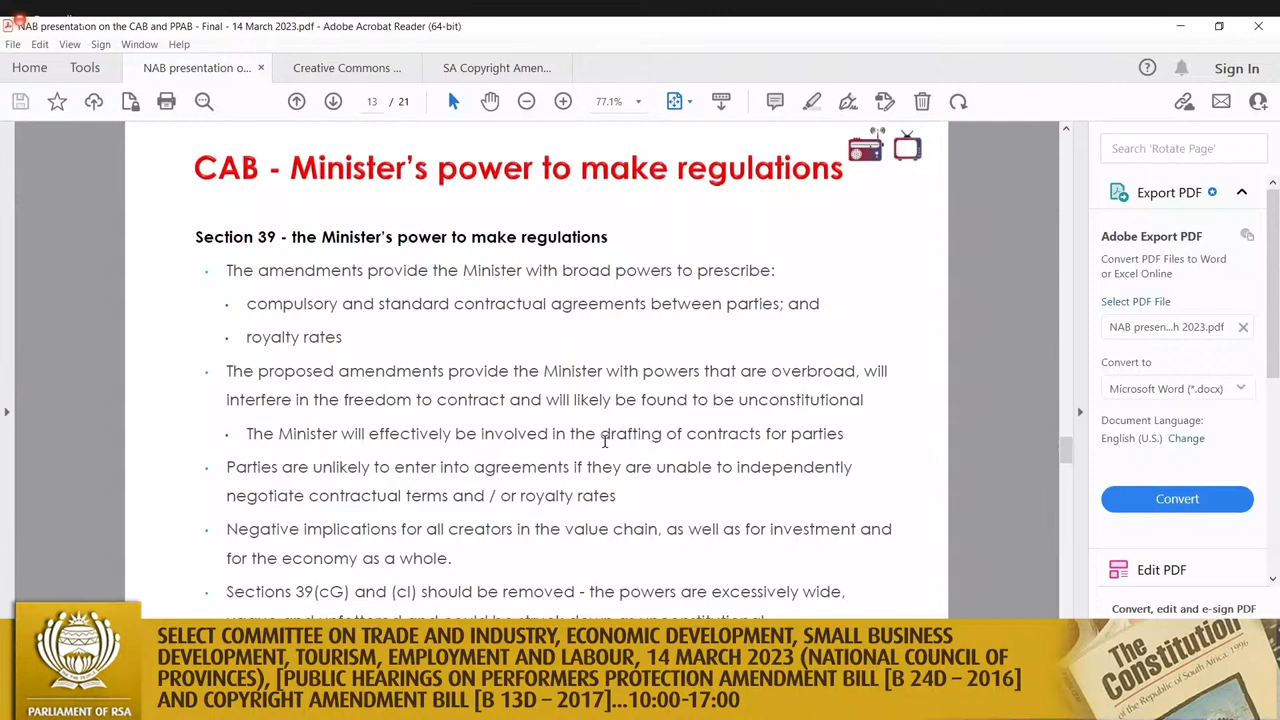 NAB presentation on the CAB and PPAB - Final - 14 March 2023.pdf - Adobe Acrobat Reader (64-bit)
File Edit View Sign Window Help
Home Tools NAB presentation o... × Creative Commons ... SA Copyright Amen... Sign In
13 / 21 77.1%
CAB - Minister's power to make regulations
Section 39 - the Minister's power to make regulations
• The amendments provide the Minister with broad powers to prescribe:
• compulsory and standard contractual agreements between parties; and
• royalty rates
• The proposed amendments provide the Minister with powers that are overbroad, will
interfere in the freedom to contract and will likely be found to be unconstitutional
• The Minister will effectively be involved in the drafting of contracts for parties
• Parties are unlikely to enter into agreements if they are unable to independently
negotiate contractual terms and / or royalty rates
• Negative implications for all creators in the value chain, as well as for investment and
for the economy as a whole.
• Sections 39(cG) and (cI) should be removed - the powers are excessively wide,
Search 'Rotate Page'
Export PDF
Adobe Export PDF
Convert PDF Files to Word
or Excel Online
Select PDF File
NAB presen...h 2023.pdf
Convert to
Microsoft Word (*.docx)
Document Language:
English (U.S.) Change
Convert
Edit PDF
Convert, edit and e-sign PDF
PARLIAMENT OF RSA
SELECT COMMITTEE ON TRADE AND INDUSTRY, ECONOMIC DEVELOPMENT, SMALL BUSINESS
DEVELOPMENT, TOURISM, EMPLOYMENT AND LABOUR, 14 MARCH 2023 (NATIONAL COUNCIL OF
PROVINCES), [PUBLIC HEARINGS ON PERFORMERS PROTECTION AMENDMENT BILL [B 24D – 2016]
AND COPYRIGHT AMENDMENT BILL [B 13D – 2017]...10:00-17:00
The
Constitution
of the Republic of South Africa, 1996